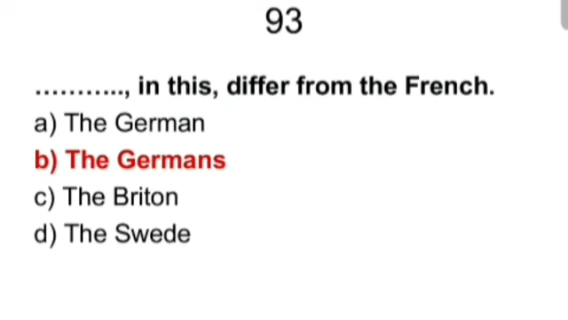 93
..........., in this, differ from the French.
a) The German
b) The Germans
c) The Briton
d) The Swede